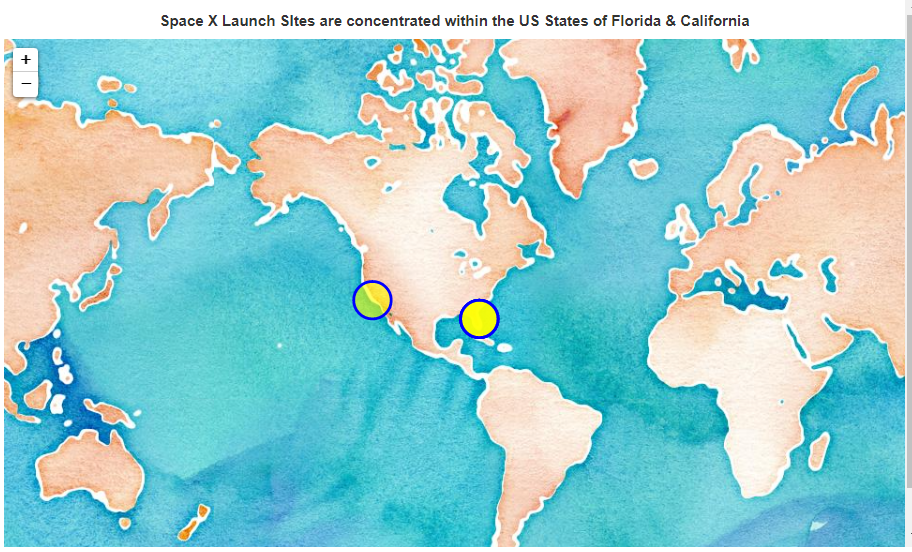 Space X Launch SItes are concentrated within the US States of Florida & California
+
−